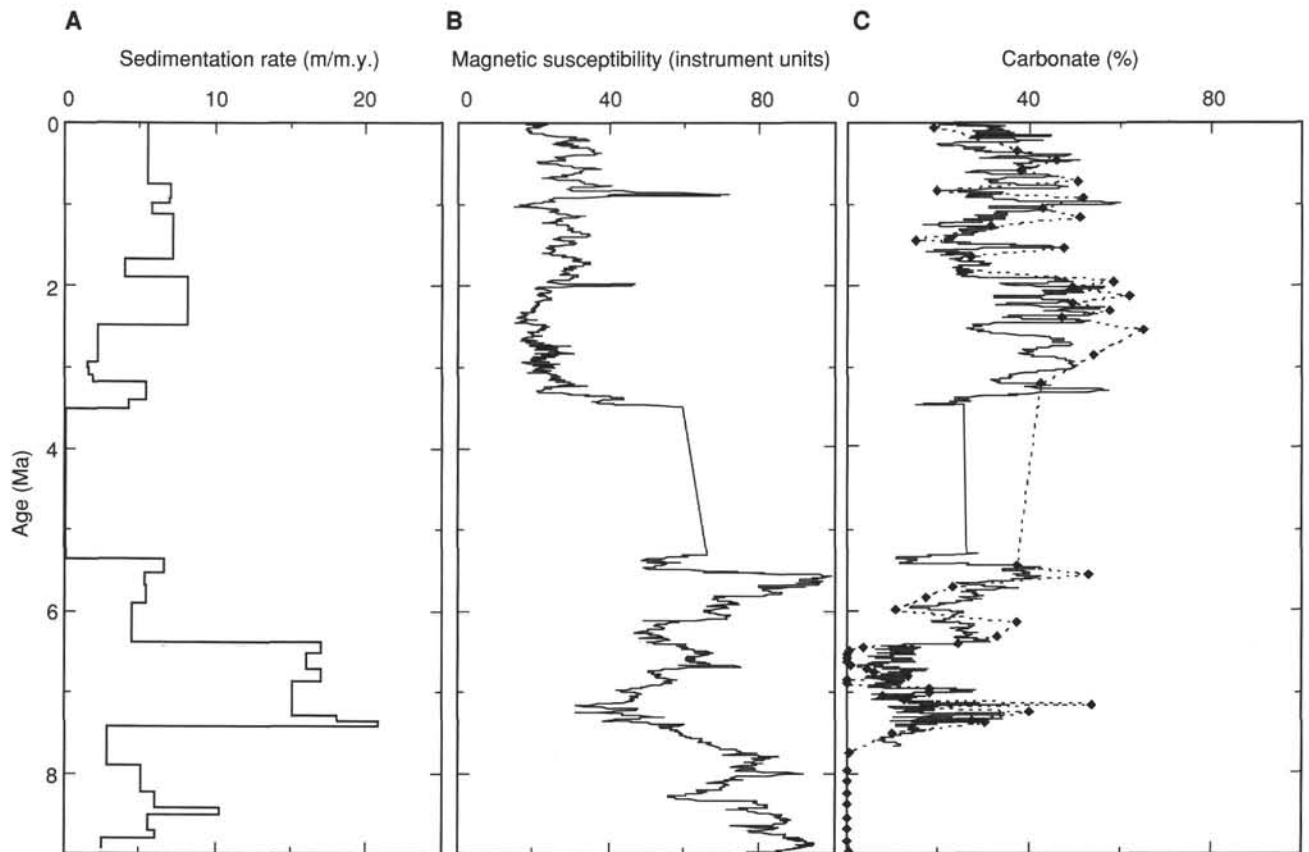 A B C
Sedimentation rate (m/m.y.) Magnetic susceptibility (instrument units) Carbonate (%)
0 10 20 40 80 0 40 80
0
2
4
6
8
Age (Ma)